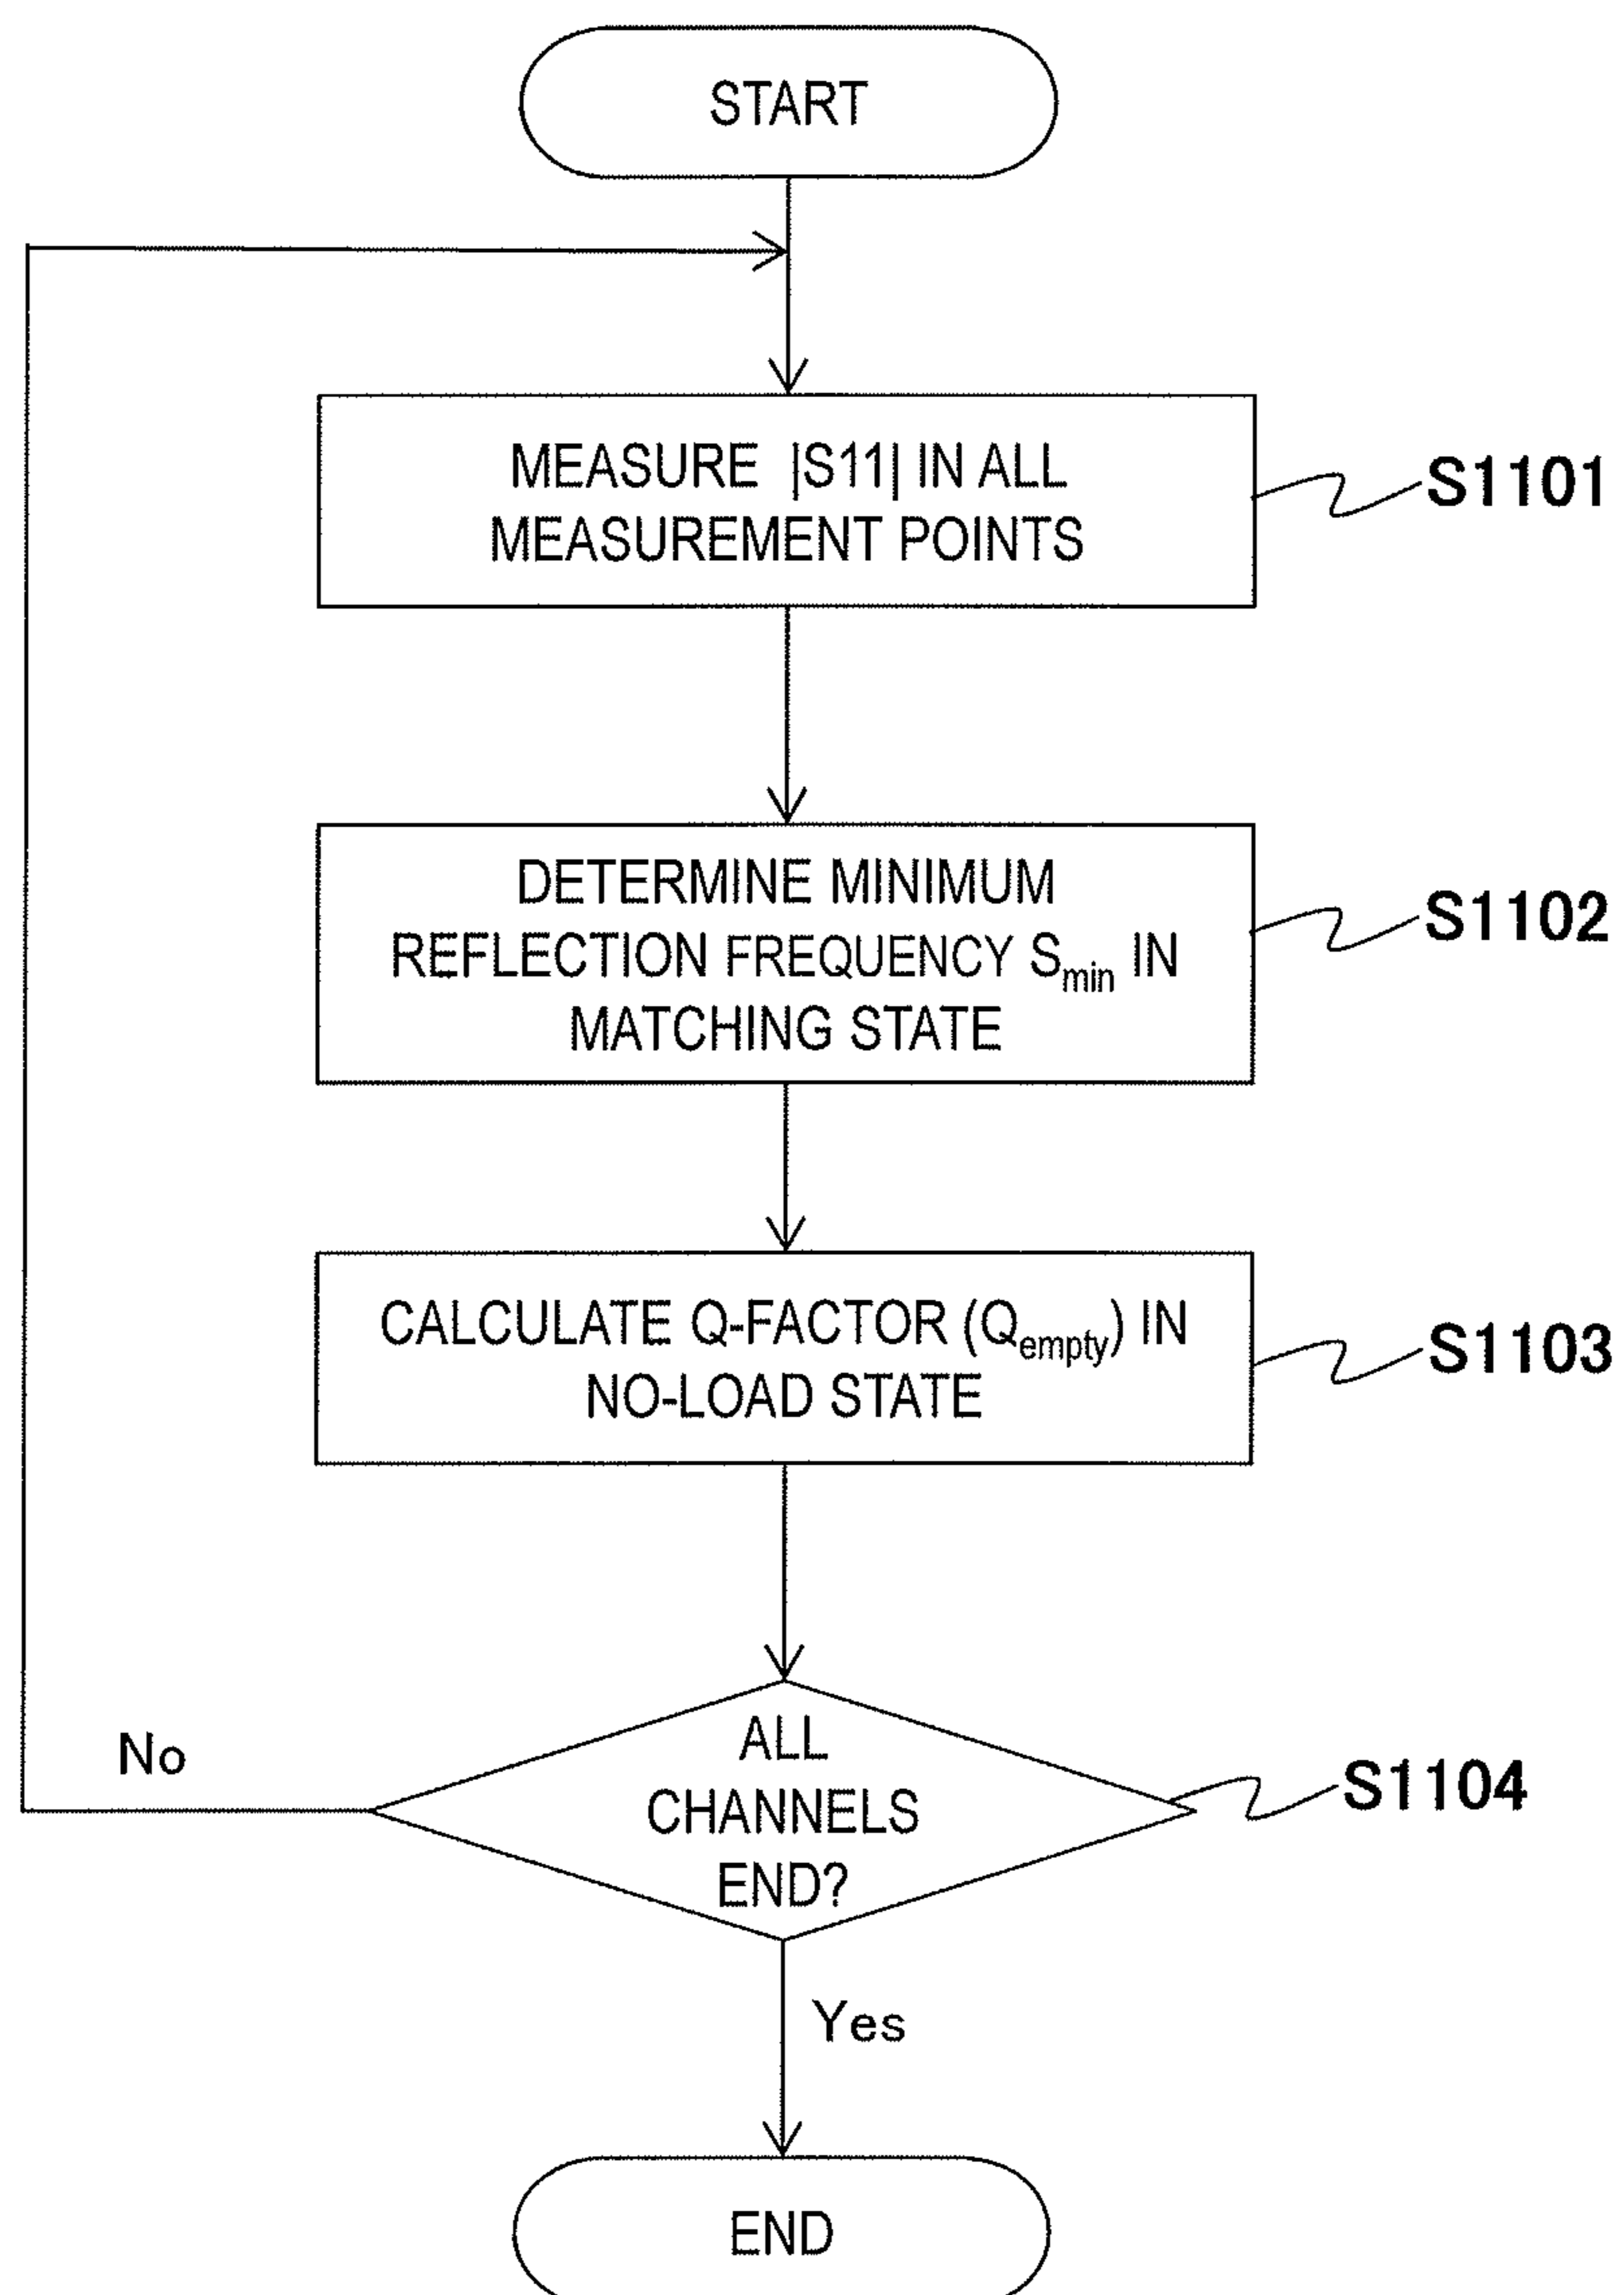 START
MEASURE |S11| IN ALL
MEASUREMENT POINTS
S1101
DETERMINE MINIMUM
REFLECTION FREQUENCY Smin IN
MATCHING STATE
S1102
CALCULATE Q-FACTOR (Qempty) IN
NO-LOAD STATE
S1103
ALL
CHANNELS
END?
S1104
No
Yes
END